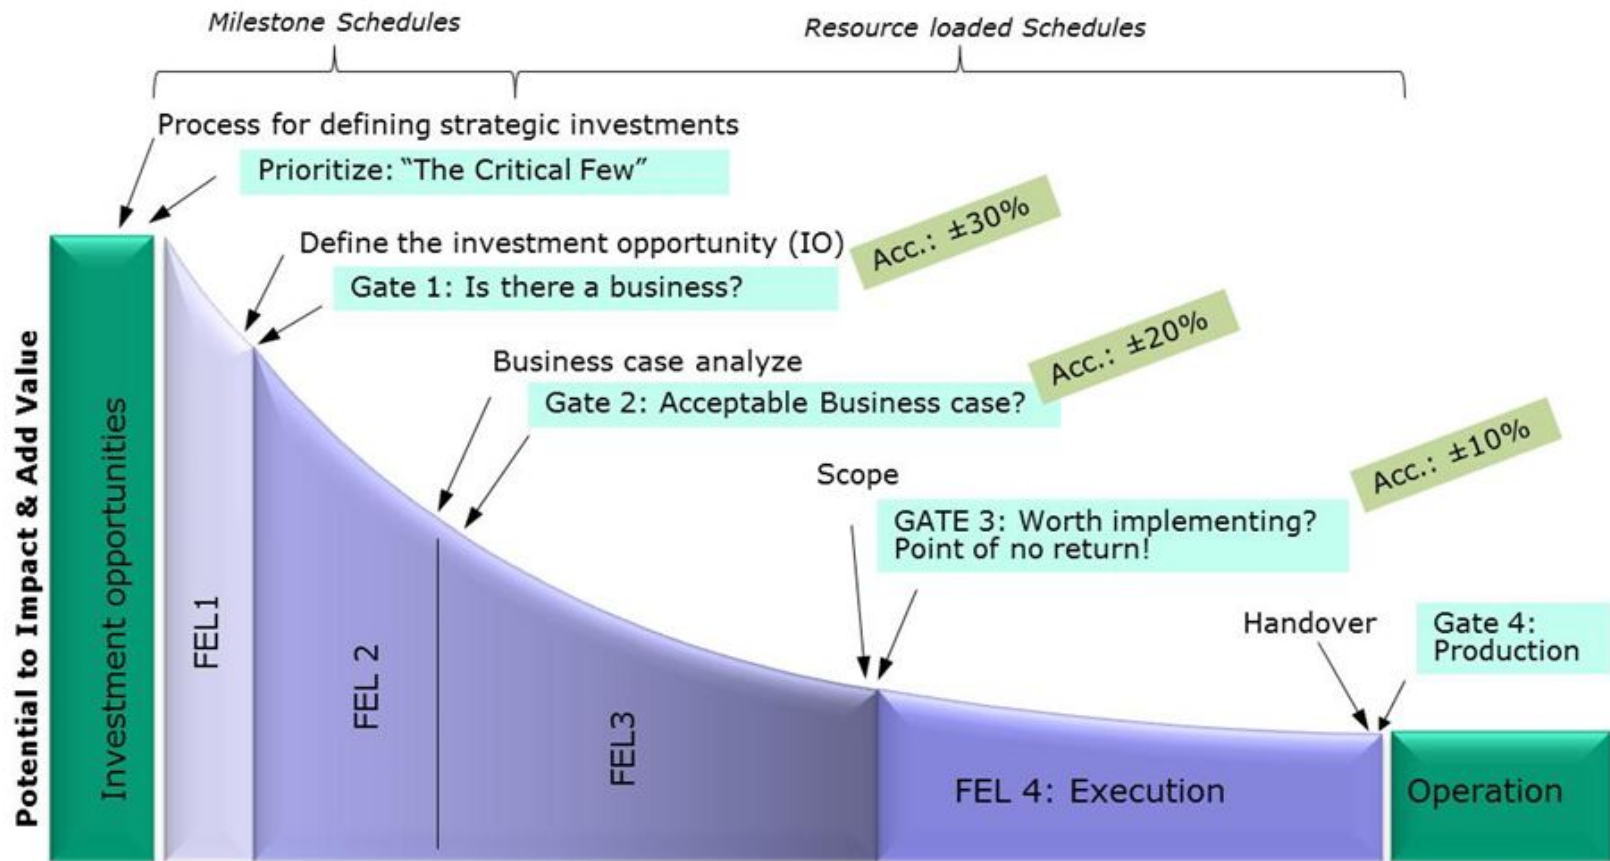 Milestone Schedules
Resource loaded Schedules
Process for defining strategic investments
Prioritize: “The Critical Few”
Define the investment opportunity (IO)
Acc.: ±30%
Gate 1: Is there a business?
Business case analyze
Acc.: ±20%
Gate 2: Acceptable Business case?
Scope
Acc.: ±10%
GATE 3: Worth implementing?
Point of no return!
Handover
Gate 4:
Production
Potential to Impact & Add Value
Investment opportunities
FEL1
FEL 2
FEL3
FEL 4: Execution
Operation